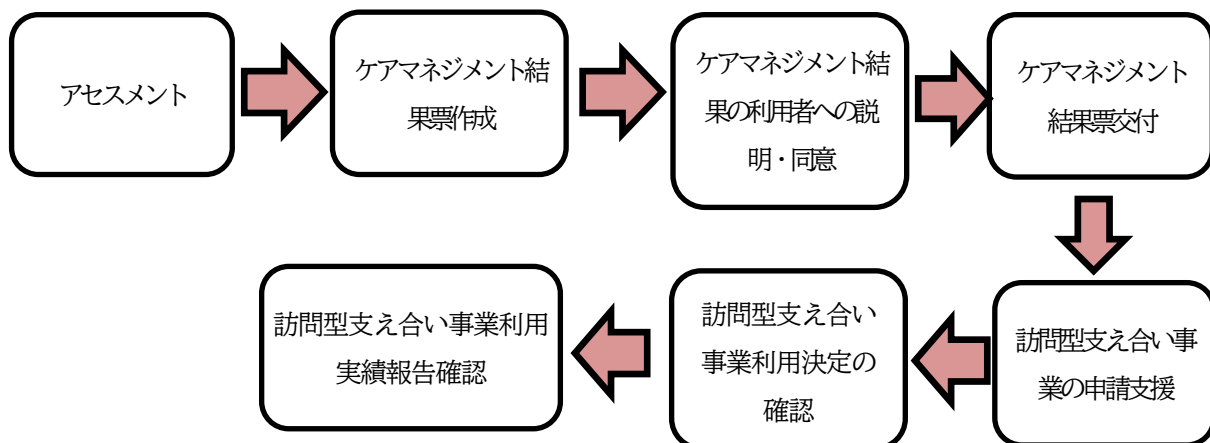 アセスメント
ケアマネジメント結
果票作成
ケアマネジメント結
果の利用者への説
明・同意
ケアマネジメント
結果票交付
訪問型支え合い事
業の申請支援
訪問型支え合い
事業利用決定の
確認
訪問型支え合い事業利用
実績報告確認